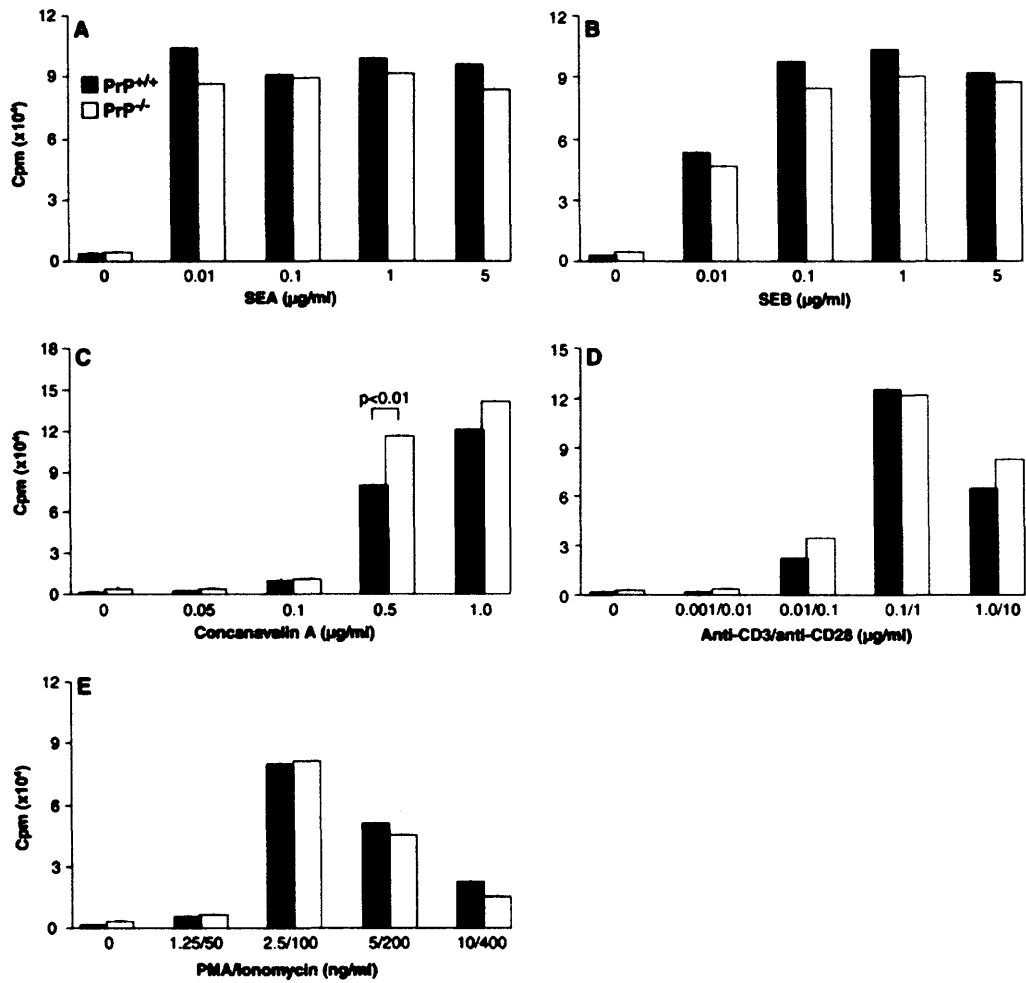 A
12
9
6
3
0
Cpm (x10⁴)
PrP+/+
PrP-/-
0 0.01 0.1 1 5
SEA (µg/ml)
B
12
9
6
3
0
0 0.01 0.1 1 5
SEB (µg/ml)
C
18
15
12
9
6
3
0
Cpm (x10⁴)
p<0.01
0 0.05 0.1 0.5 1.0
Concanavalin A (µg/ml)
D
15
12
9
6
3
0
0 0.001/0.01 0.01/0.1 0.1/1 1.0/10
Anti-CD3/anti-CD28 (µg/ml)
E
12
9
6
3
0
Cpm (x10⁴)
0 1.25/50 2.5/100 5/200 10/400
PMA/Ionomycin (ng/ml)